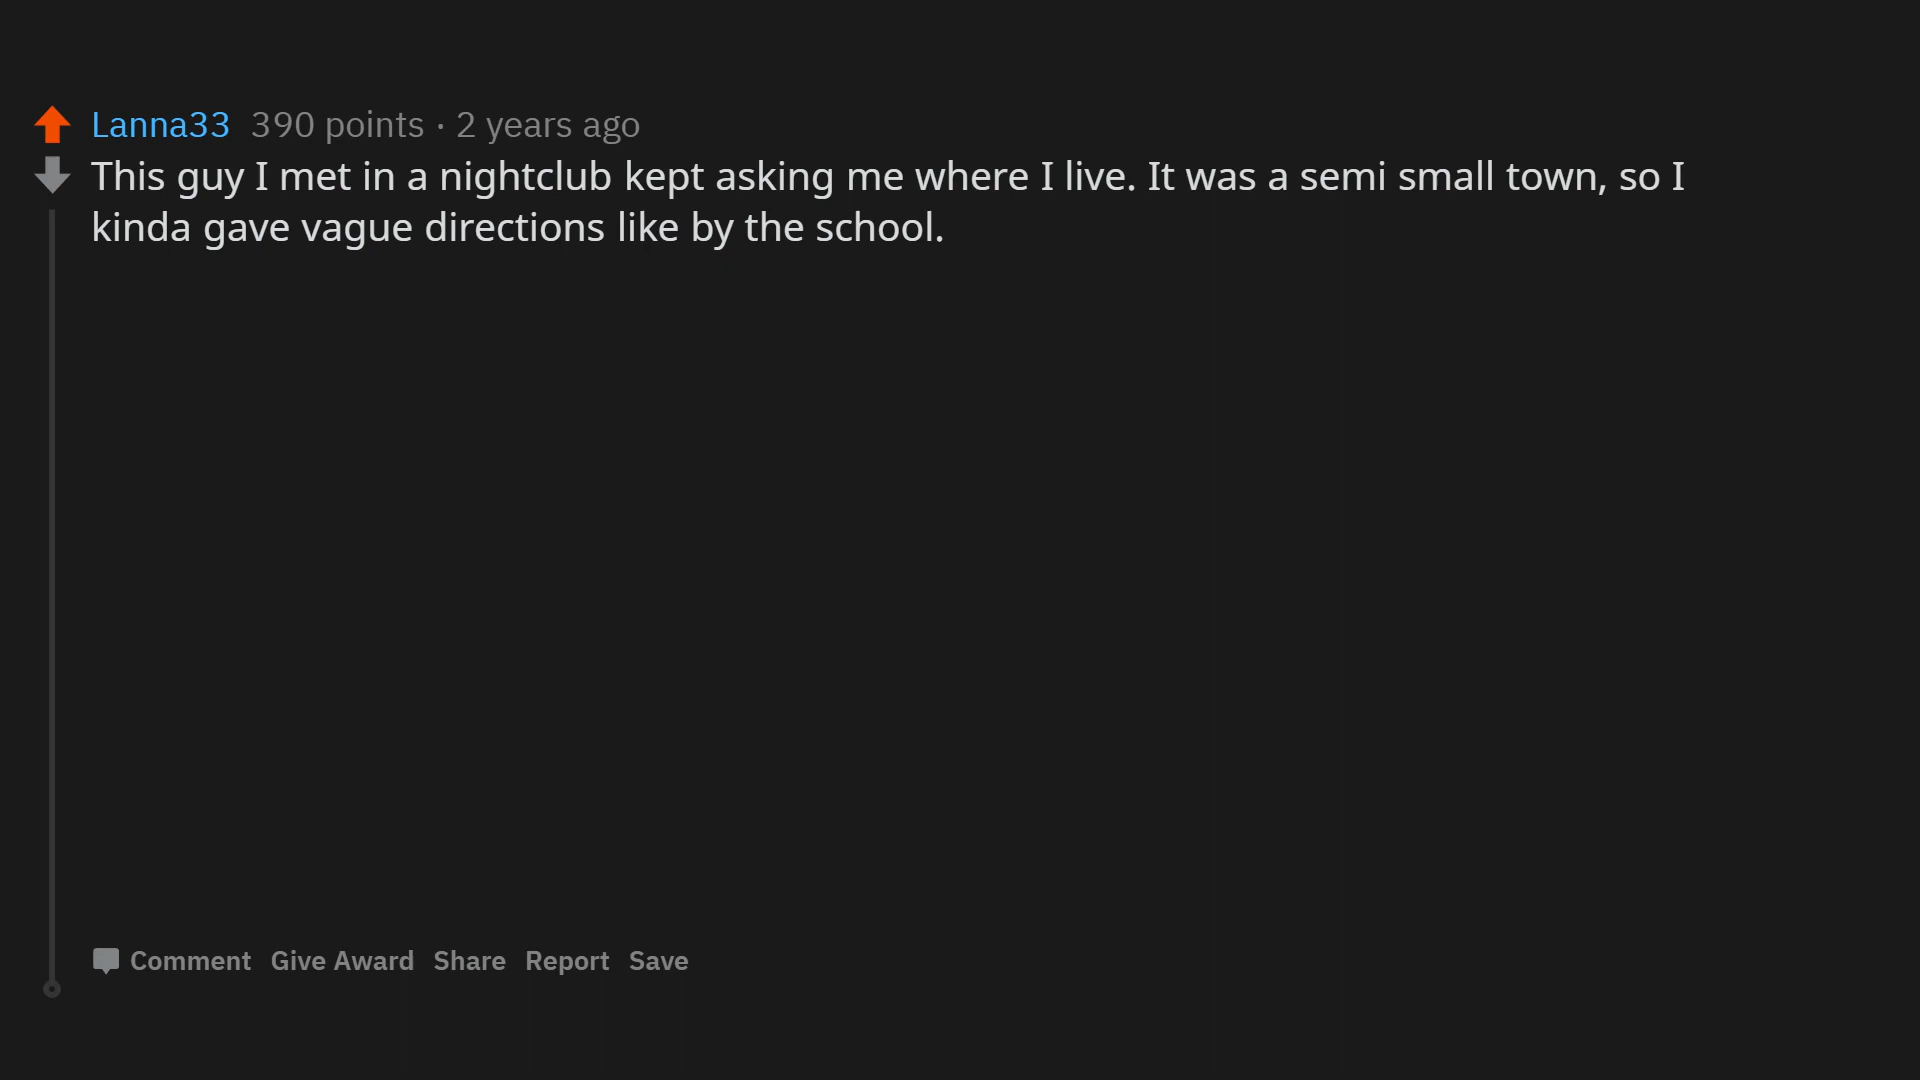 Lanna33 390 points · 2 years ago
This guy I met in a nightclub kept asking me where I live. It was a semi small town, so I
kinda gave vague directions like by the school.
Comment Give Award Share Report Save